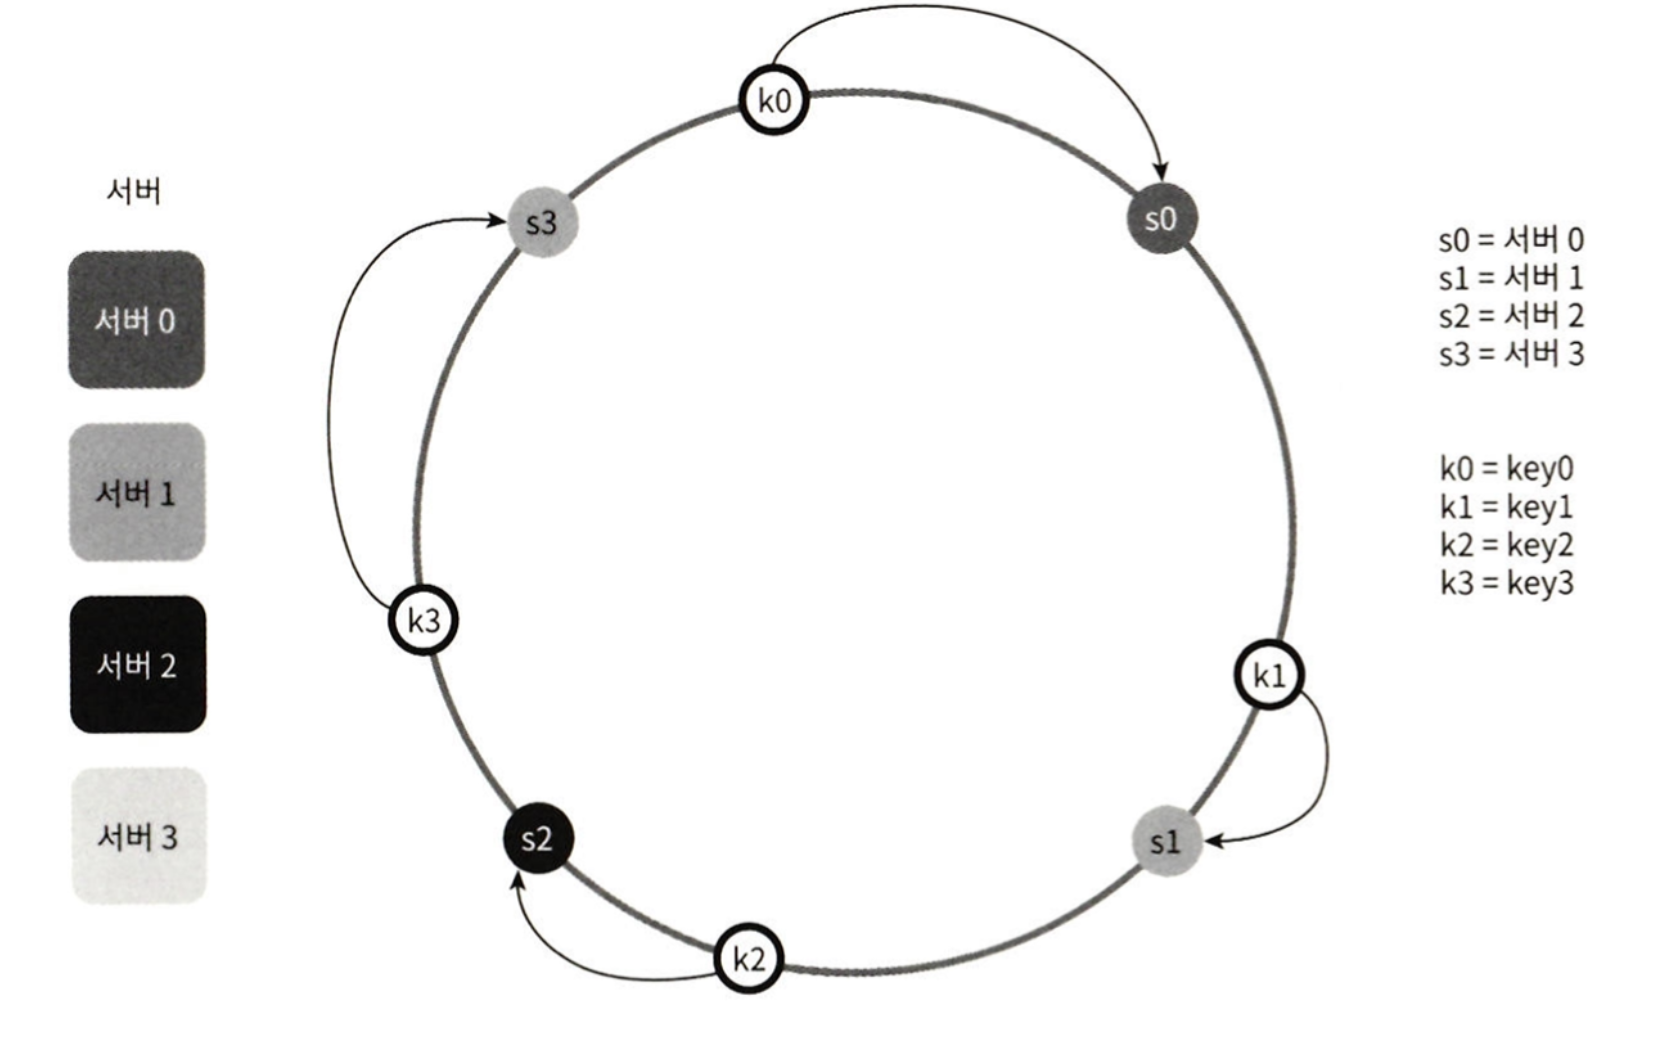 서버
서버 0
서버 1
서버 2
서버 3
k0
s0
s3
k3
k1
s2
s1
k2
s0 = 서버 0
s1 = 서버 1
s2 = 서버 2
s3 = 서버 3
k0 = key0
k1 = key1
k2 = key2
k3 = key3